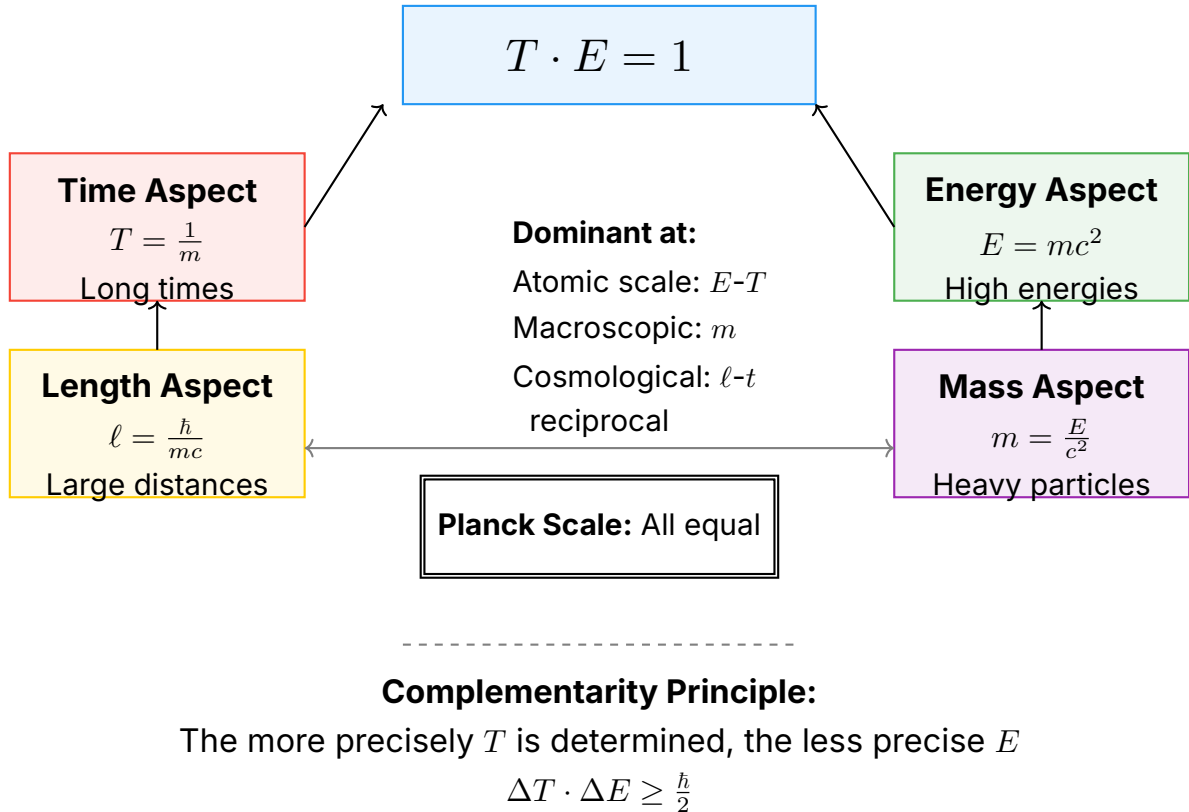 T · E = 1
Time Aspect
T = 1/m
Long times
Energy Aspect
E = mc²
High energies
Dominant at:
Atomic scale: E-T
Macroscopic: m
Cosmological: ℓ-t
reciprocal
Length Aspect
ℓ = ħ/mc
Large distances
Mass Aspect
m = E/c²
Heavy particles
Planck Scale: All equal
Complementarity Principle:
The more precisely T is determined, the less precise E
ΔT · ΔE ≥ ħ/2